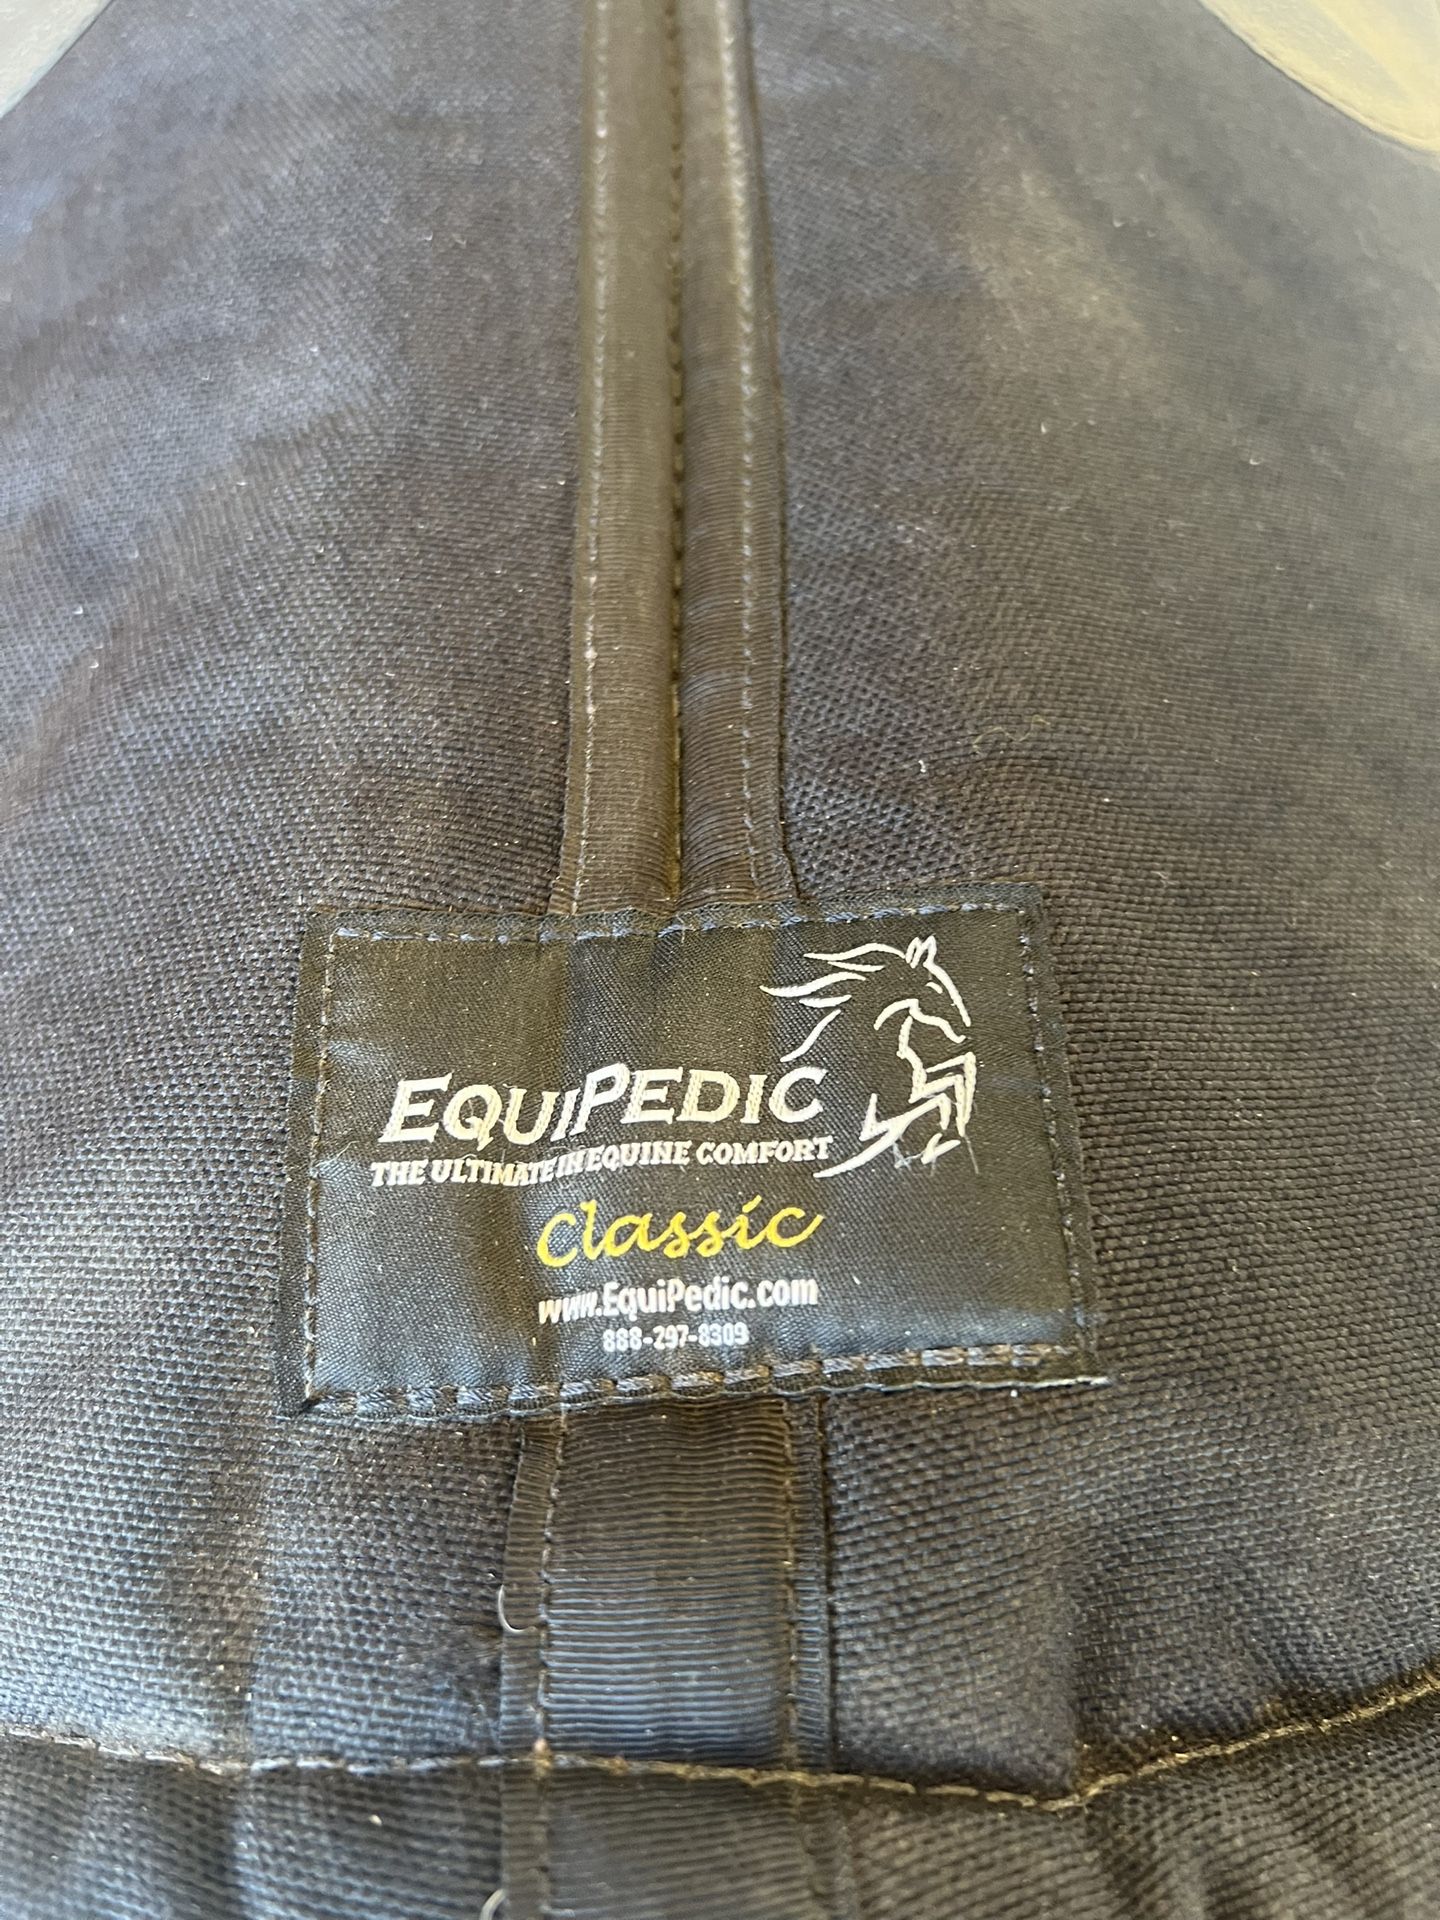 EQUIPEDIC
THE ULTIMATE IN EQUINE COMFORT
Classic
www.EquiPedic.com
888-297-8309